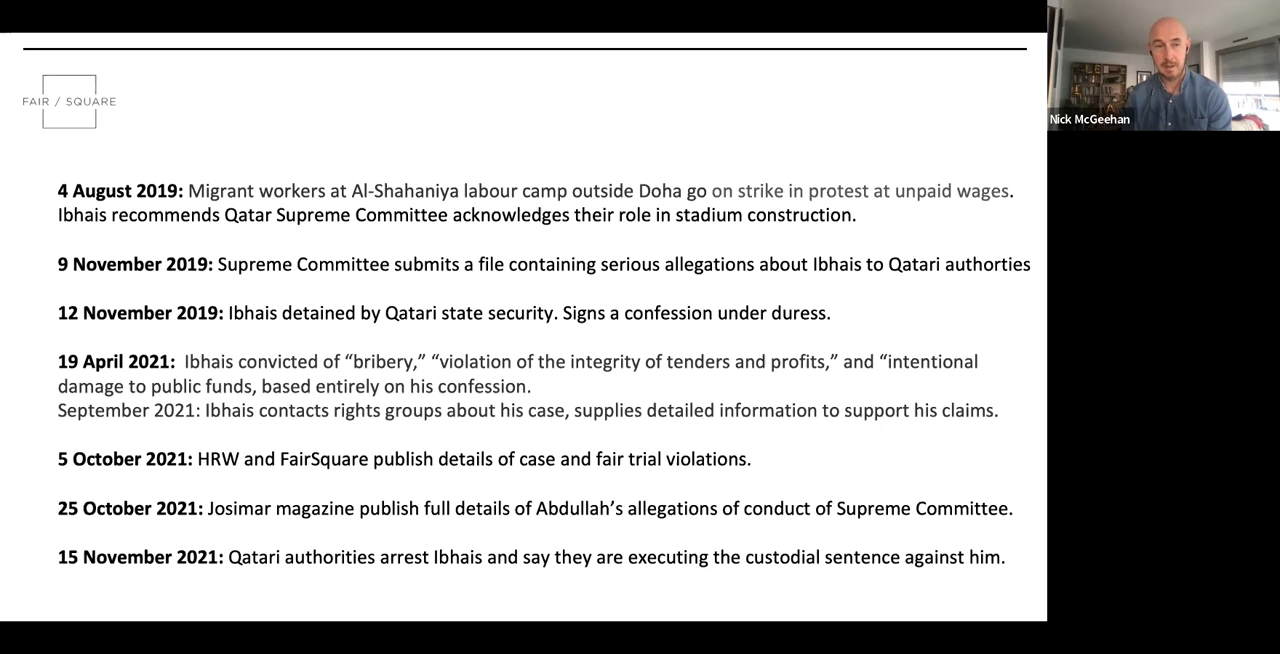 FAIR / SQUARE
Nick McGeehan
4 August 2019: Migrant workers at Al-Shahaniya labour camp outside Doha go on strike in protest at unpaid wages.
Ibhais recommends Qatar Supreme Committee acknowledges their role in stadium construction.
9 November 2019: Supreme Committee submits a file containing serious allegations about Ibhais to Qatari authorties
12 November 2019: Ibhais detained by Qatari state security. Signs a confession under duress.
19 April 2021:  Ibhais convicted of “bribery,” “violation of the integrity of tenders and profits,” and “intentional
damage to public funds, based entirely on his confession.
September 2021: Ibhais contacts rights groups about his case, supplies detailed information to support his claims.
5 October 2021: HRW and FairSquare publish details of case and fair trial violations.
25 October 2021: Josimar magazine publish full details of Abdullah’s allegations of conduct of Supreme Committee.
15 November 2021: Qatari authorities arrest Ibhais and say they are executing the custodial sentence against him.